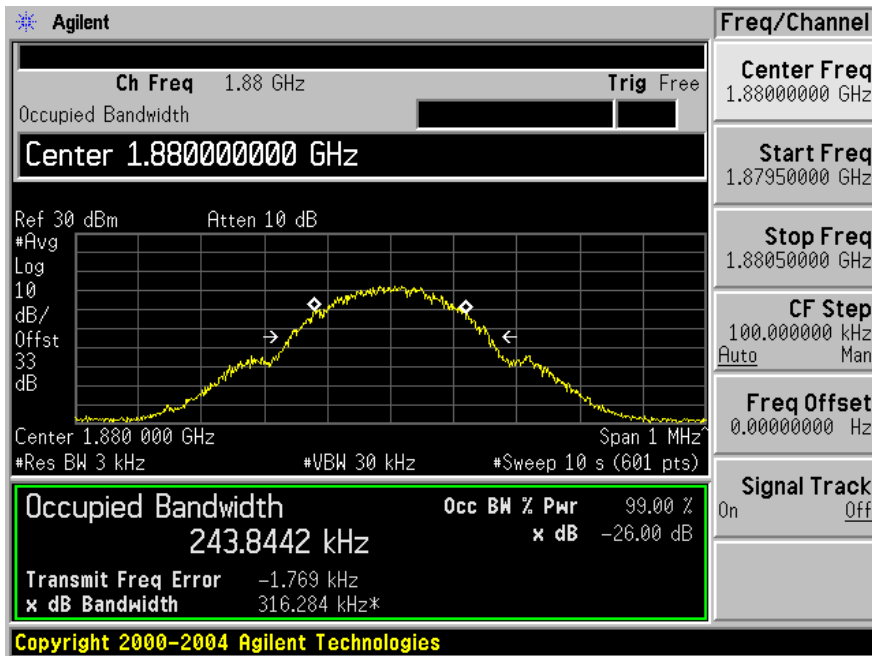 Agilent
Freq/Channel
Ch Freq 1.88 GHz Trig Free
Occupied Bandwidth
Center 1.880000000 GHz
Ref 30 dBm Atten 10 dB
#Avg
Log
10
dB/
Offst
33
dB
Center 1.880 000 GHz Span 1 MHz^
#Res BW 3 kHz #VBW 30 kHz #Sweep 10 s (601 pts)
Occupied Bandwidth Occ BW % Pwr 99.00 %
243.8442 kHz x dB -26.00 dB
Transmit Freq Error -1.769 kHz
x dB Bandwidth 316.284 kHz*
Copyright 2000-2004 Agilent Technologies
Center Freq
1.88000000 GHz
Start Freq
1.87950000 GHz
Stop Freq
1.88050000 GHz
CF Step
100.000000 kHz
Auto Man
Freq Offset
0.00000000 Hz
Signal Track
On Off